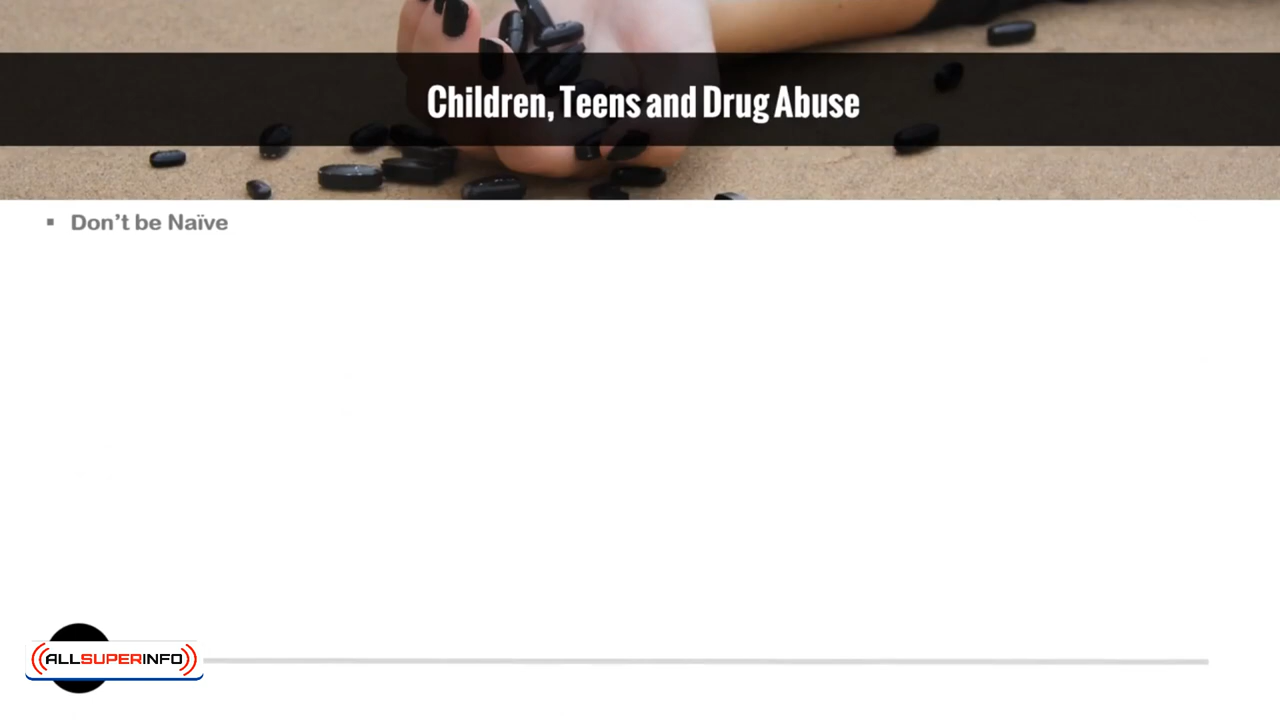 Children, Teens and Drug Abuse
▪ Don't be Naïve
ALLSUPERINFO